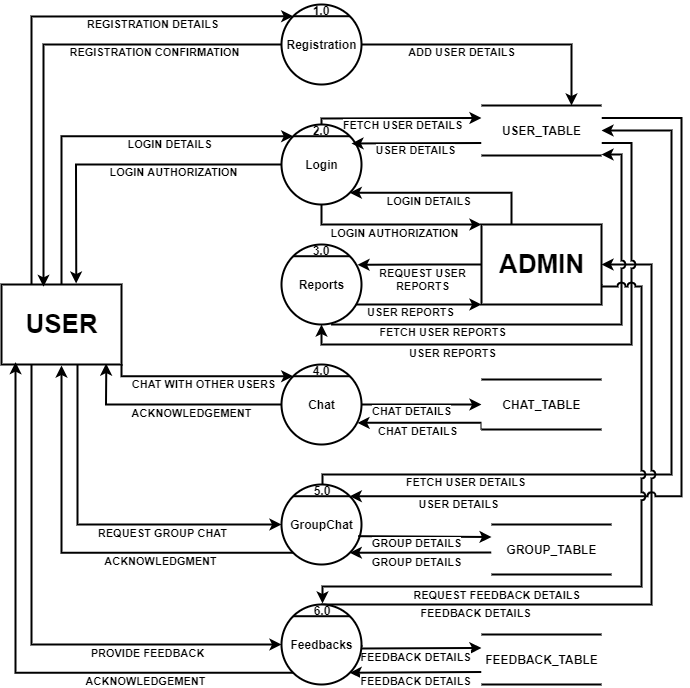 1.0
REGISTRATION DETAILS
Registration
REGISTRATION CONFIRMATION
ADD USER DETAILS
FETCH USER DETAILS
2.0
USER_TABLE
LOGIN DETAILS
USER DETAILS
Login
LOGIN AUTHORIZATION
LOGIN DETAILS
LOGIN AUTHORIZATION
3.0
ADMIN
REQUEST USER
REPORTS
Reports
USER REPORTS
USER
FETCH USER REPORTS
USER REPORTS
4.0
CHAT WITH OTHER USERS
Chat
CHAT_TABLE
ACKNOWLEDGEMENT
CHAT DETAILS
CHAT DETAILS
FETCH USER DETAILS
5.0
USER DETAILS
GroupChat
REQUEST GROUP CHAT
GROUP DETAILS
GROUP_TABLE
ACKNOWLEDGMENT
GROUP DETAILS
REQUEST FEEDBACK DETAILS
6.0
FEEDBACK DETAILS
Feedbacks
PROVIDE FEEDBACK
FEEDBACK DETAILS
FEEDBACK_TABLE
ACKNOWLEDGEMENT
FEEDBACK DETAILS